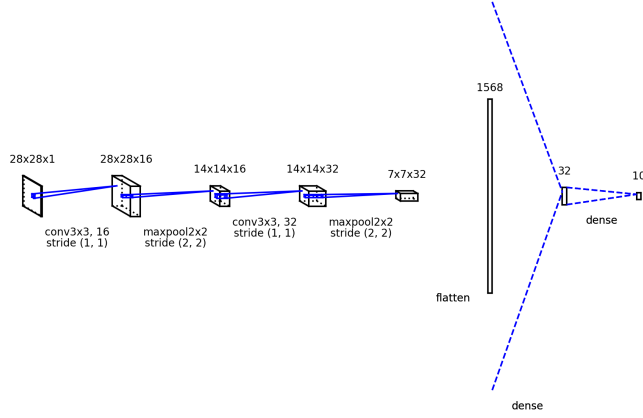 28x28x1
28x28x16
14x14x16
14x14x32
7x7x32
1568
32
10
conv3x3, 16
stride (1, 1)
maxpool2x2
stride (2, 2)
conv3x3, 32
stride (1, 1)
maxpool2x2
stride (2, 2)
flatten
dense
dense